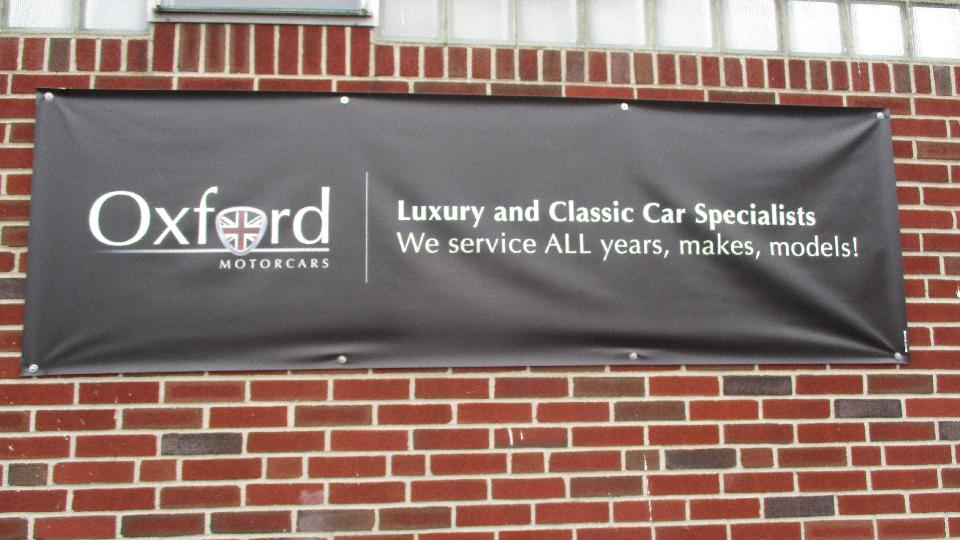 Oxford
MOTORCARS
Luxury and Classic Car Specialists
We service ALL years, makes, models!